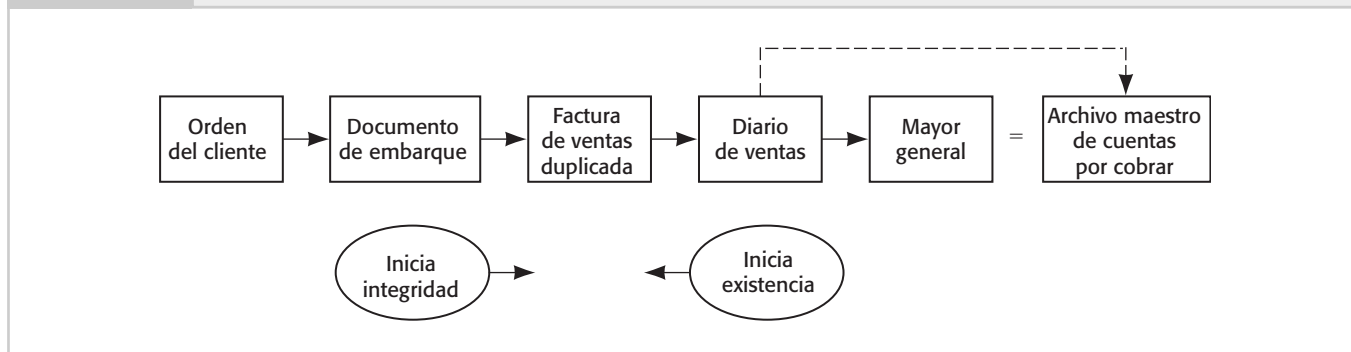 Orden
del cliente
Documento
de embarque
Factura
de ventas
duplicada
Diario
de ventas
Mayor
general
=
Archivo maestro
de cuentas
por cobrar
Inicia
integridad
Inicia
existencia